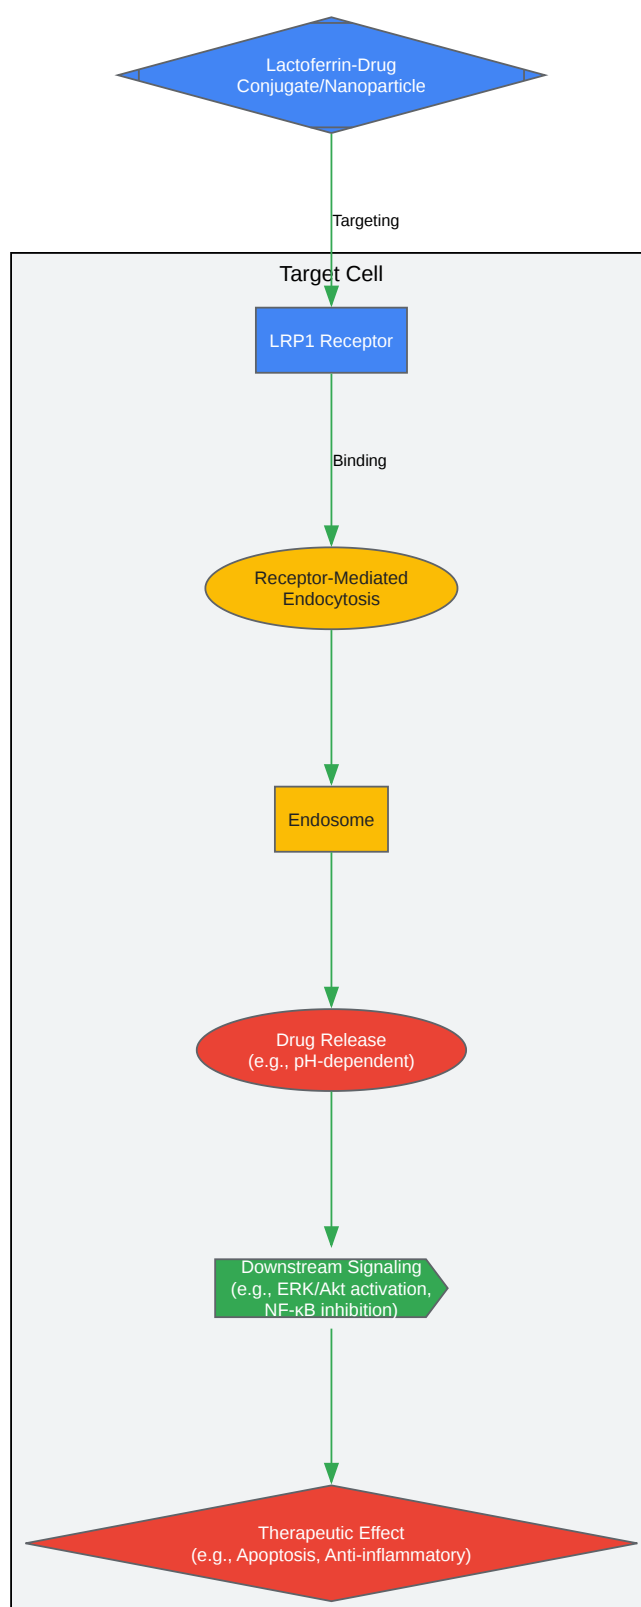 Lactoferrin-Drug
Conjugate/Nanoparticle
Targeting
Target Cell
LRP1 Receptor
Binding
Receptor-Mediated
Endocytosis
Endosome
Drug Release
(e.g., pH-dependent)
Downstream Signaling
(e.g., ERK/Akt activation,
NF-κB inhibition)
Therapeutic Effect
(e.g., Apoptosis, Anti-inflammatory)